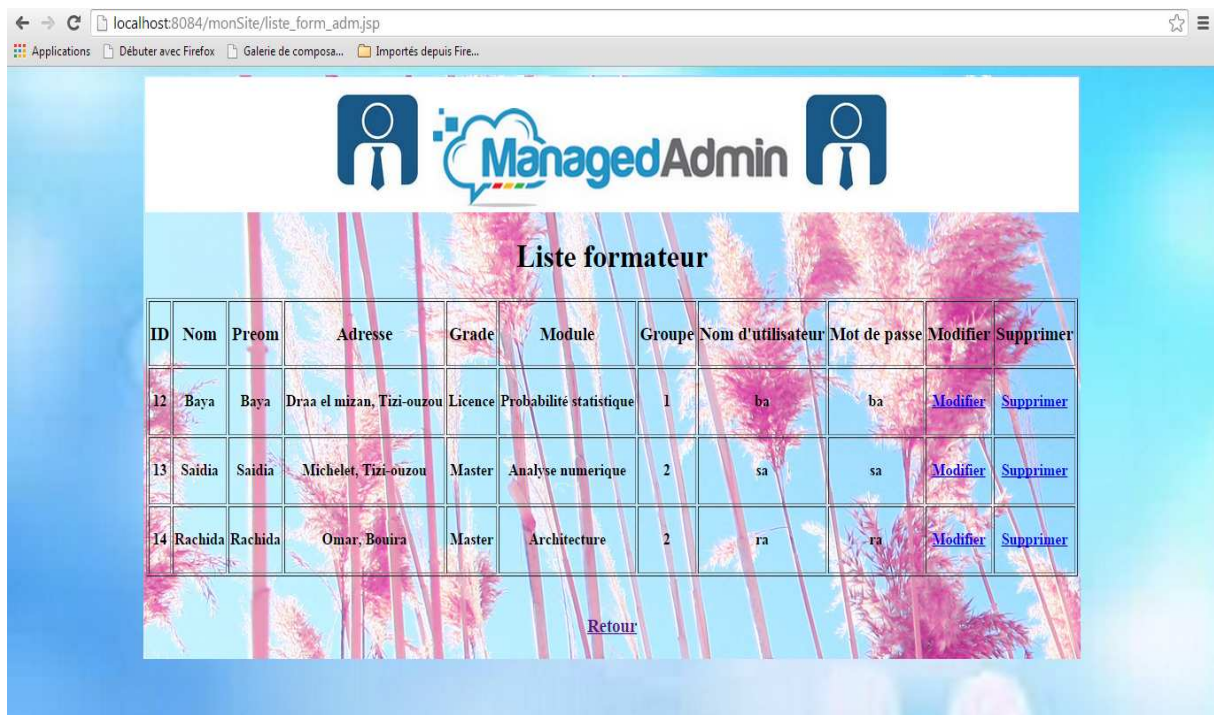 localhost:8084/monSite/liste_form_adm.jsp
Applications Débuter avec Firefox Galerie de composa... Importés depuis Fire...
ManagedAdmin
Liste formateur
ID Nom Preom Adresse Grade Module Groupe Nom d'utilisateur Mot de passe Modifier Supprimer
12 Baya Baya Draa el mizan, Tizi-ouzou Licence Probabilité statistique 1 ba ba Modifier Supprimer
13 Saidia Saidia Michelet, Tizi-ouzou Master Analyse numerique 2 sa sa Modifier Supprimer
14 Rachida Rachida Omar, Bouira Master Architecture 2 ra ra Modifier Supprimer
Retour